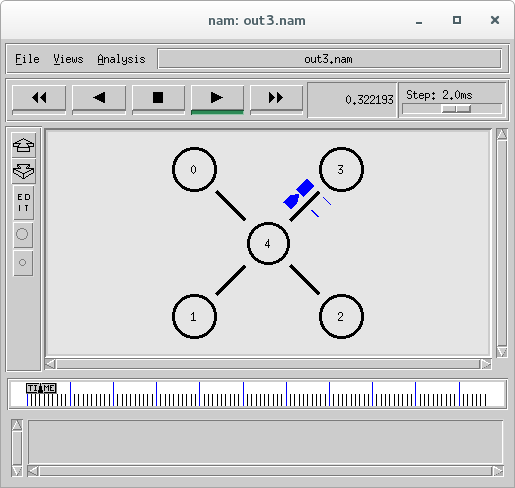 nam: out3.nam
File Views Analysis out3.nam
0.322193 Step: 2.0ms
ED
IT
0 3
4
1 2
TIME